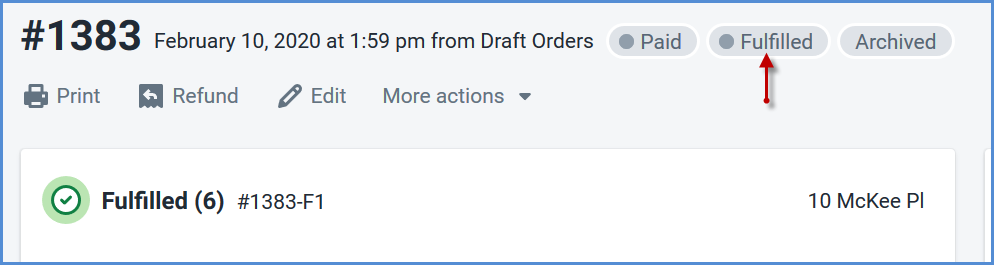 #1383 February 10, 2020 at 1:59 pm from Draft Orders Paid Fulfilled Archived
Print Refund Edit More actions
Fulfilled (6) #1383-F1 10 McKee Pl